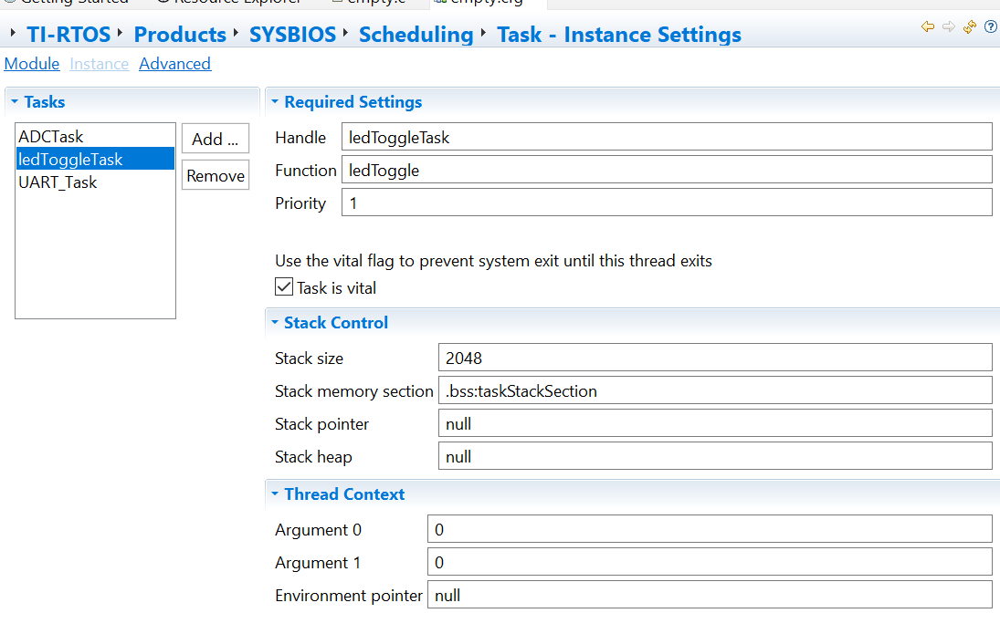 Getting Started Resource Explorer empty.c empty.cfg
TI-RTOS Products SYSBIOS Scheduling Task - Instance Settings
Module Instance Advanced
Tasks
ADCTask
ledToggleTask
UART_Task
Add ...
Remove
Required Settings
Handle ledToggleTask
Function ledToggle
Priority 1
Use the vital flag to prevent system exit until this thread exits
Task is vital
Stack Control
Stack size 2048
Stack memory section .bss:taskStackSection
Stack pointer null
Stack heap null
Thread Context
Argument 0 0
Argument 1 0
Environment pointer null